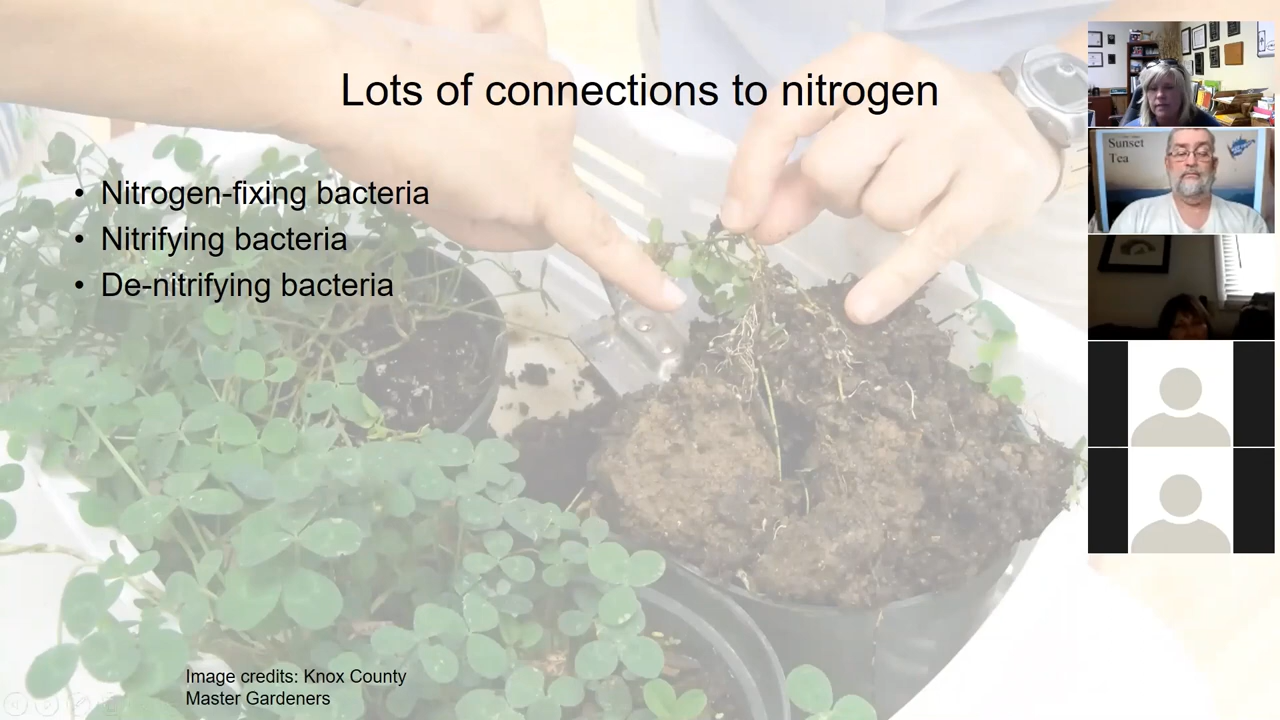 Lots of connections to nitrogen
• Nitrogen-fixing bacteria
• Nitrifying bacteria
• De-nitrifying bacteria
Image credits: Knox County
Master Gardeners
Sunset
Tea